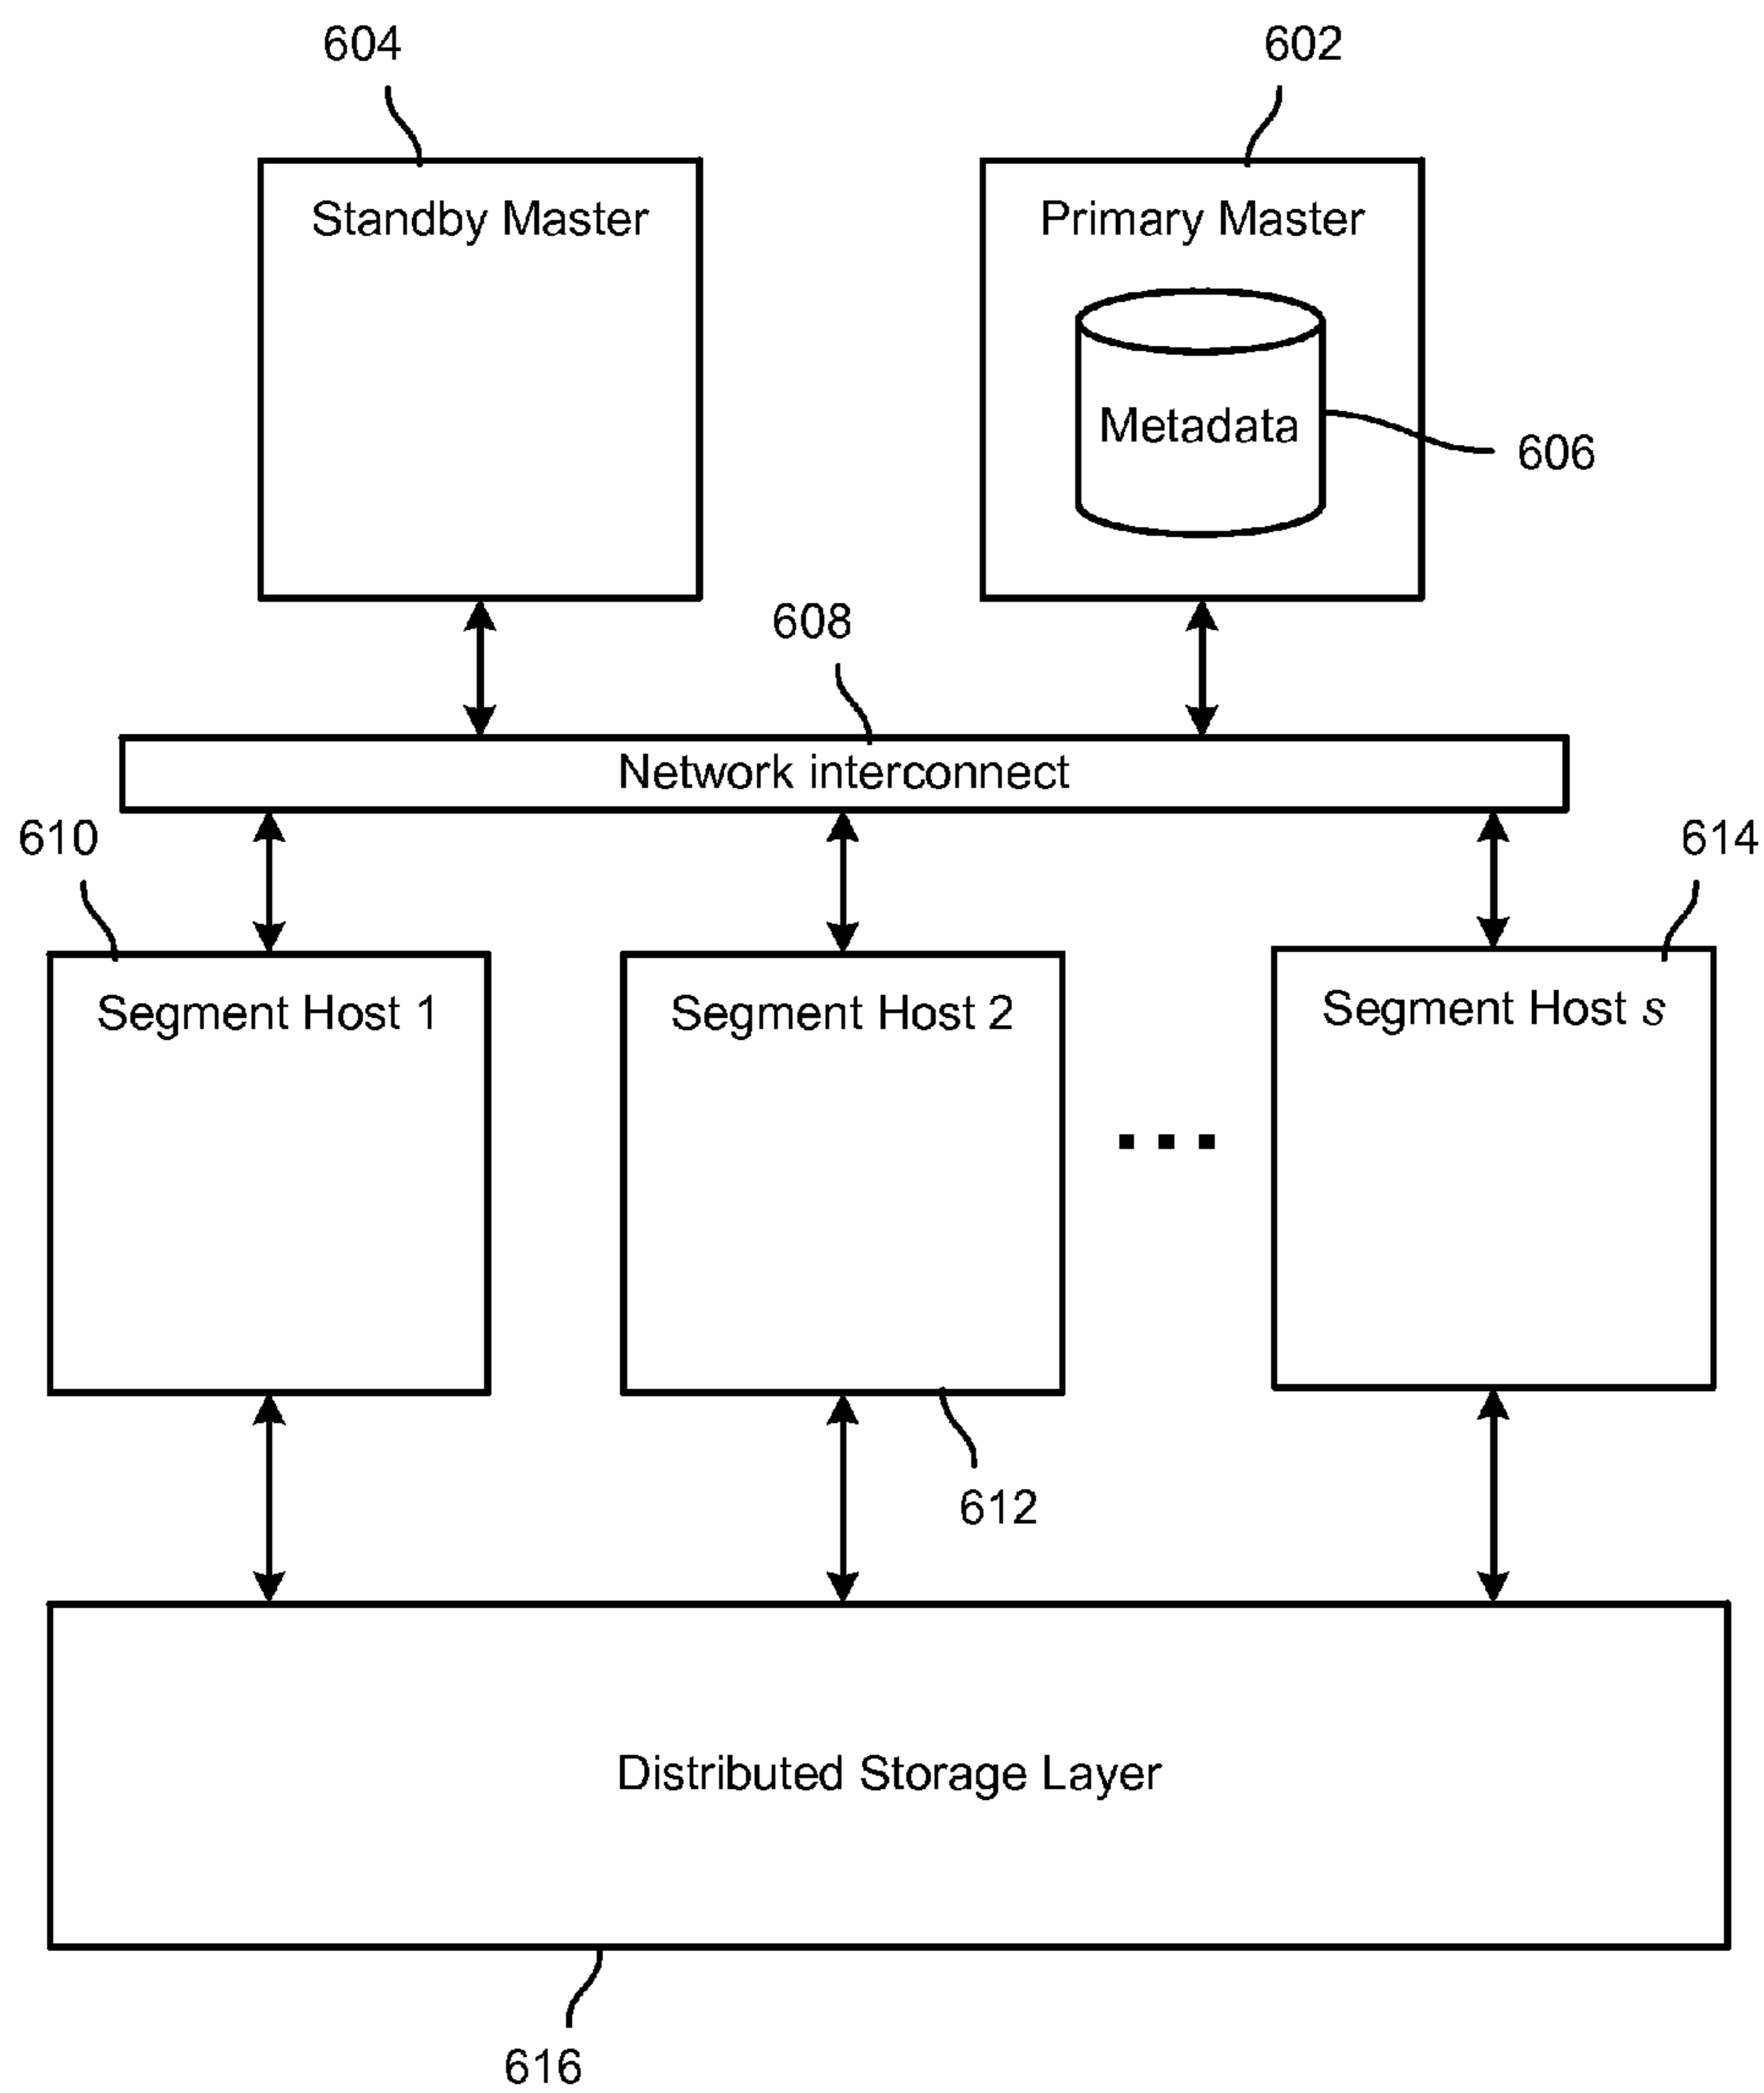 604
602
Standby Master
Primary Master
Metadata
606
608
Network interconnect
610
614
Segment Host 1
Segment Host 2
Segment Host s
612
Distributed Storage Layer
616